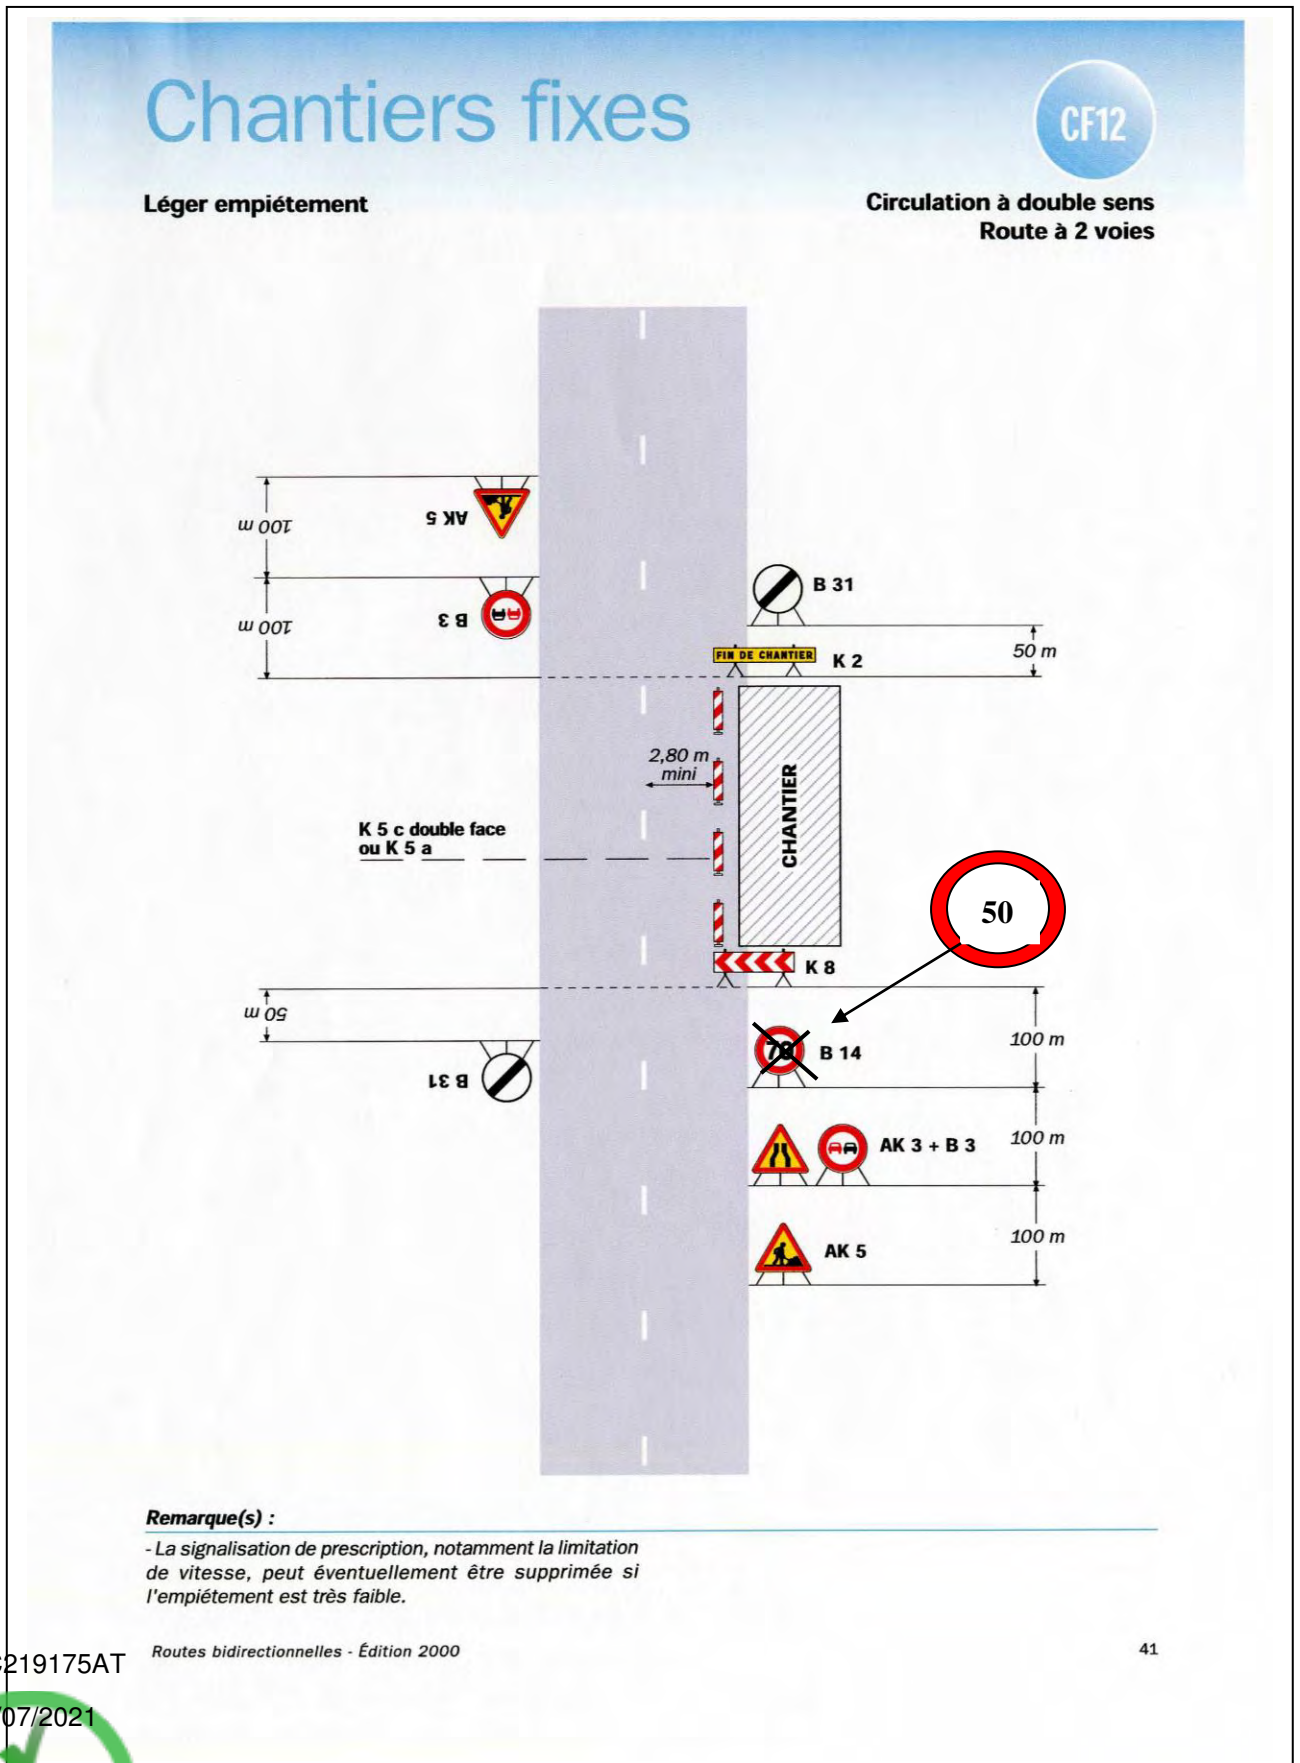 Chantiers fixes
CF12
Léger empiétement
Circulation à double sens
Route à 2 voies
100 m
AK 5
100 m
B 3
B 31
50 m
FIN DE CHANTIER
K 2
2,80 m
mini
CHANTIER
K 5 c double face
ou K 5 a
50
K 8
50 m
B 31
70
B 14
100 m
AK 3 + B 3
100 m
AK 5
100 m
Remarque(s) :
- La signalisation de prescription, notamment la limitation
de vitesse, peut éventuellement être supprimée si
l'empiétement est très faible.
Routes bidirectionnelles - Édition 2000
41
219175AT
/07/2021